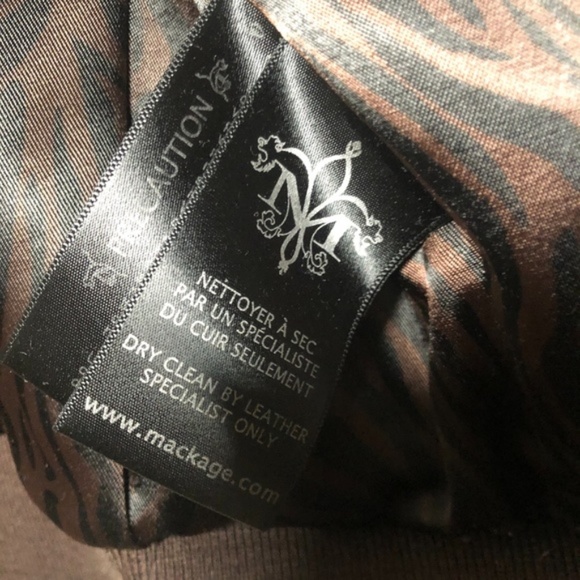 PRECAUTION
M
NETTOYER À SEC
PAR UN SPÉCIALISTE
DU CUIR SEULEMENT
DRY CLEAN BY LEATHER
SPECIALIST ONLY
www.mackage.com